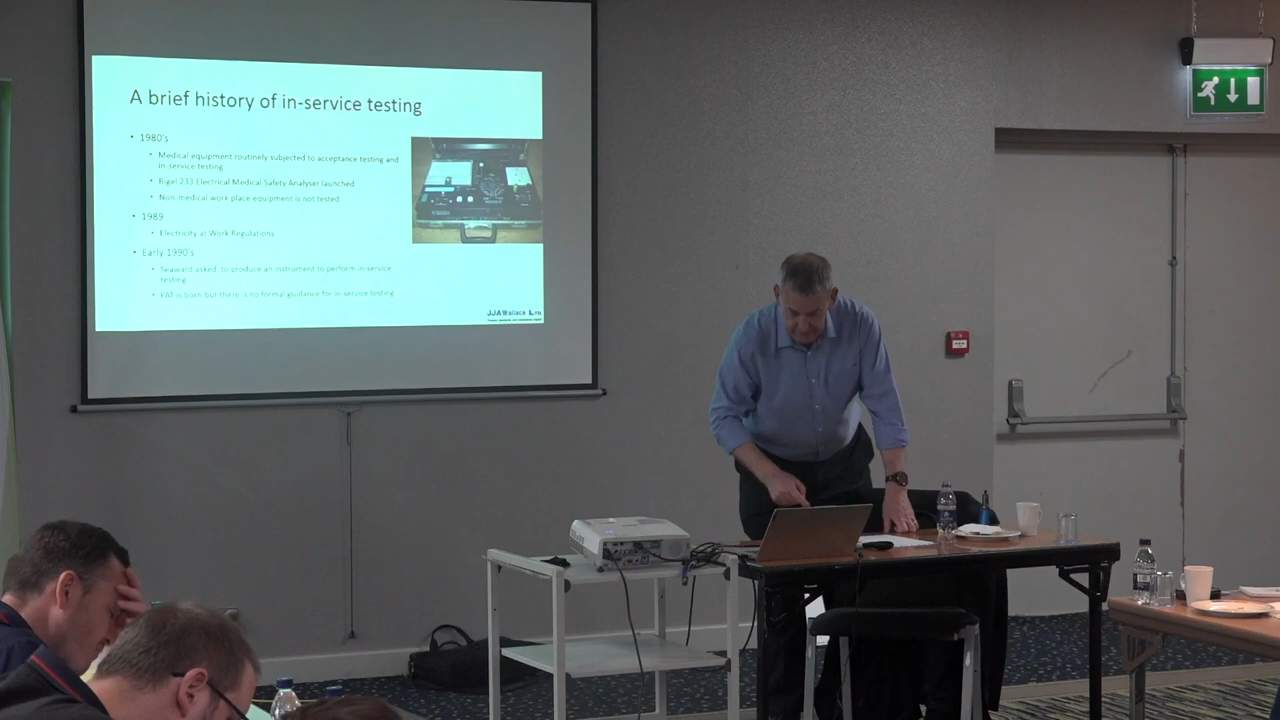 A brief history of in-service testing
• 1980's
• Medical equipment routinely subjected to acceptance testing and
in-service testing
• Rigel 233 Electrical Medical Safety Analyser launched
• Non medical work place equipment is not tested
• 1989
• Electricity at Work Regulations
• Early 1990's
• Seaward asked to produce an instrument to perform in-service
testing
• PAT is born but there is no formal guidance for in-service testing
JJAWallace LTD